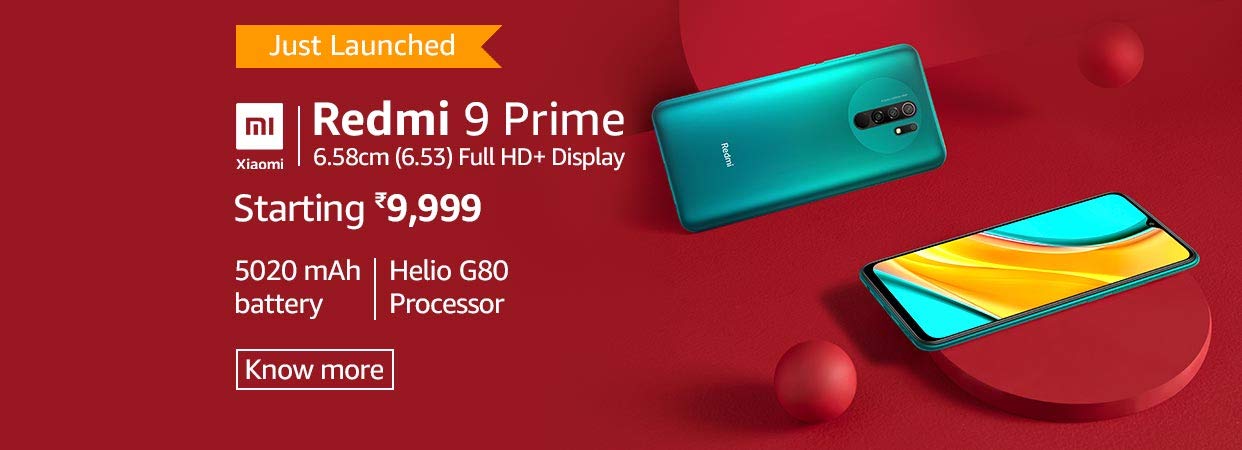 Just Launched
mi
Xiaomi
Redmi 9 Prime
6.58cm (6.53) Full HD+ Display
Starting ₹9,999
5020 mAh
battery
Helio G80
Processor
Know more
Redmi